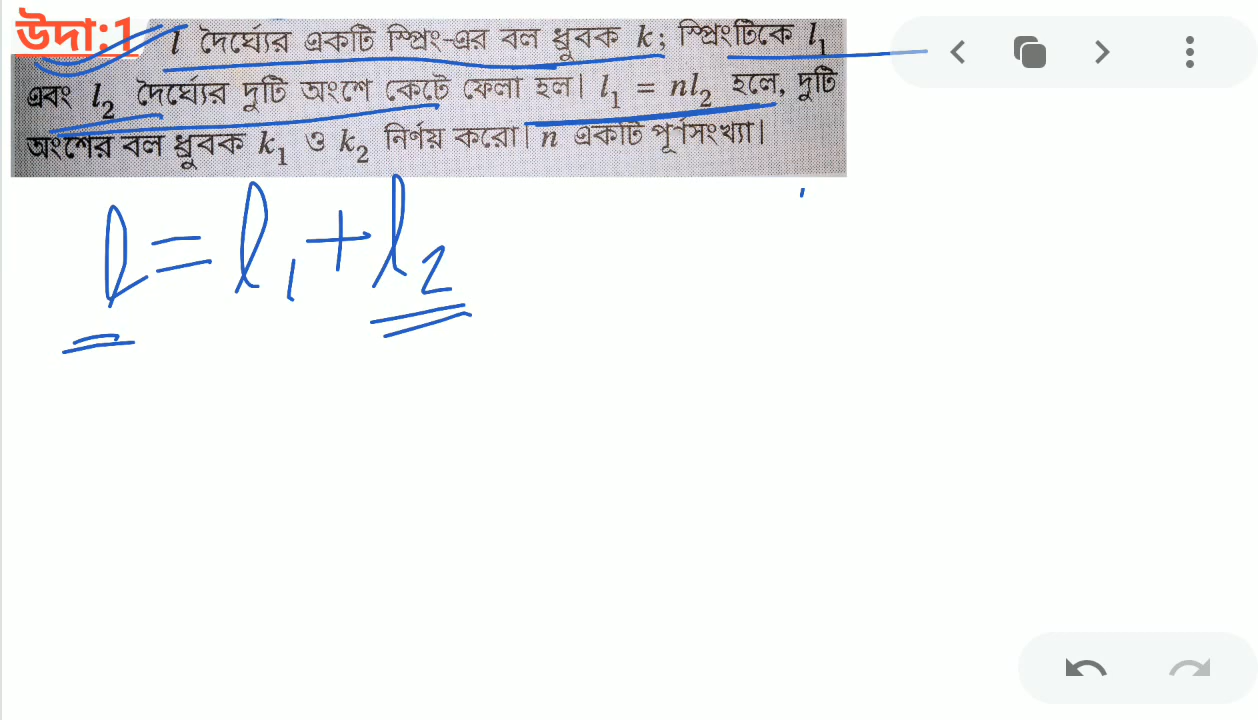 উদা:1 l দৈর্ঘ্যের একটি স্প্রিং-এর বল ধ্রুবক k; স্প্রিংটিকে l₁
এবং l₂ দৈর্ঘ্যের দুটি অংশে কেটে ফেলা হল। l₁ = nl₂ হলে, দুটি
অংশের বল ধ্রুবক k₁ ও k₂ নির্ণয় করো। n একটি পূর্ণসংখ্যা।
l = l₁ + l₂